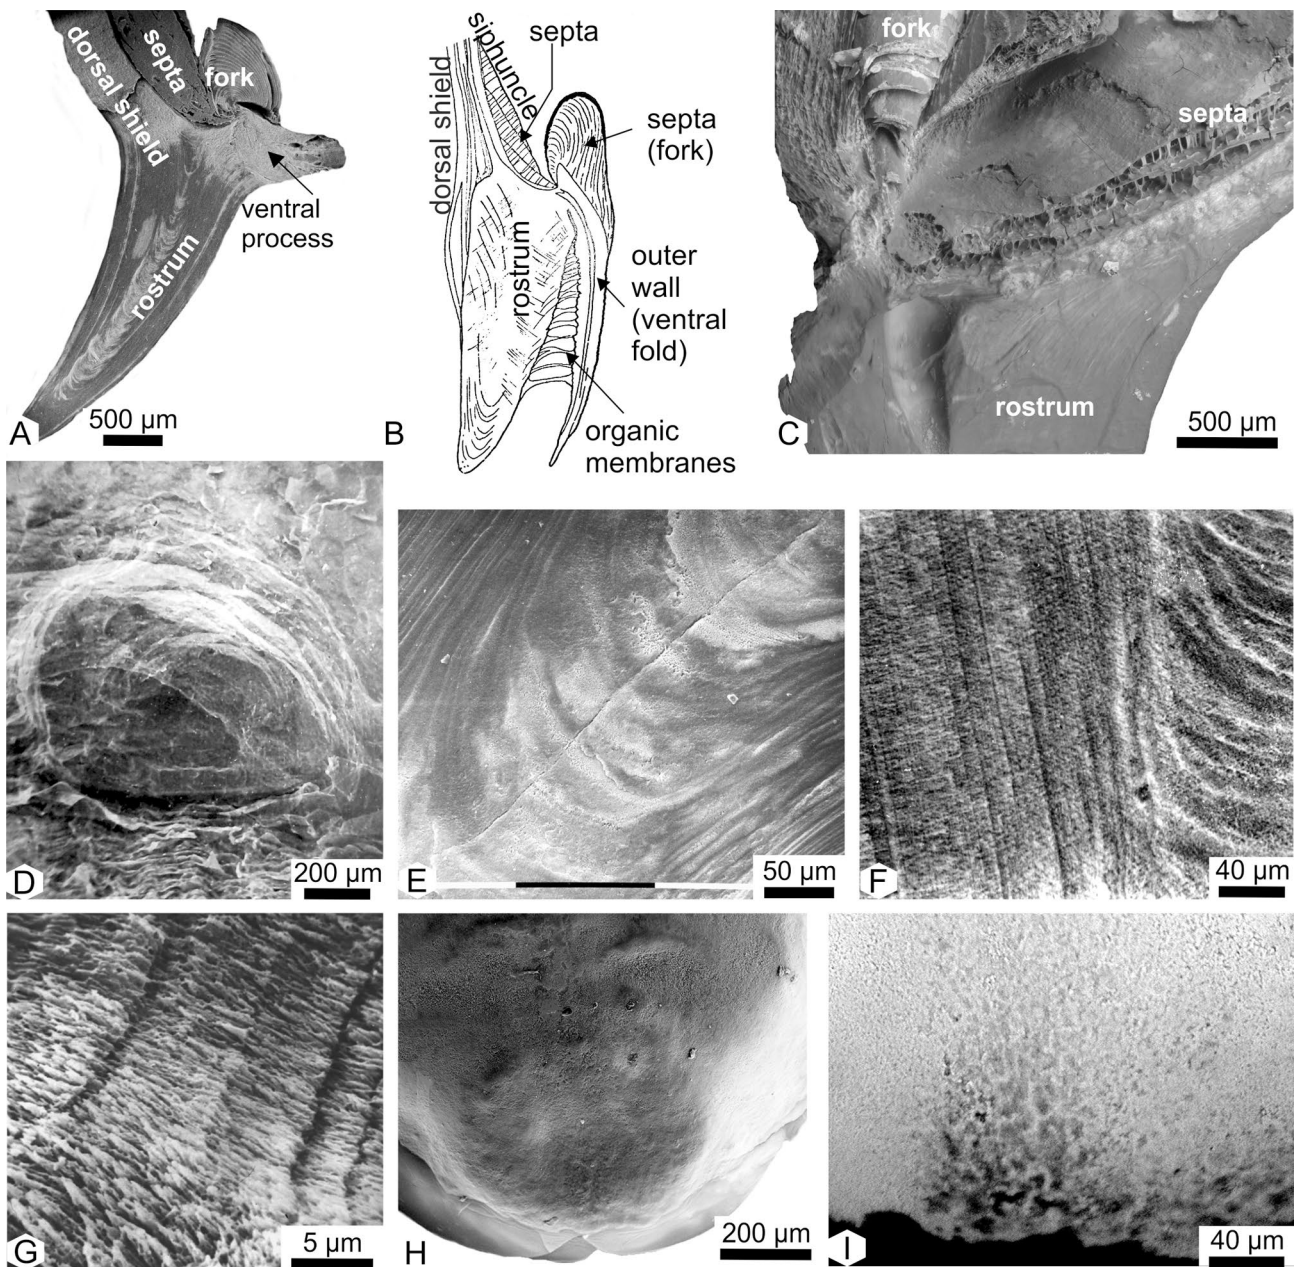 dorsal shield
septa
fork
ventral
process
rostrum
500 µm
A
dorsal shield
siphuncle
septa
septa
(fork)
rostrum
outer
wall
(ventral
fold)
organic
membranes
B
fork
septa
rostrum
500 µm
C
200 µm
D
50 µm
E
40 µm
F
5 µm
G
200 µm
H
40 µm
I